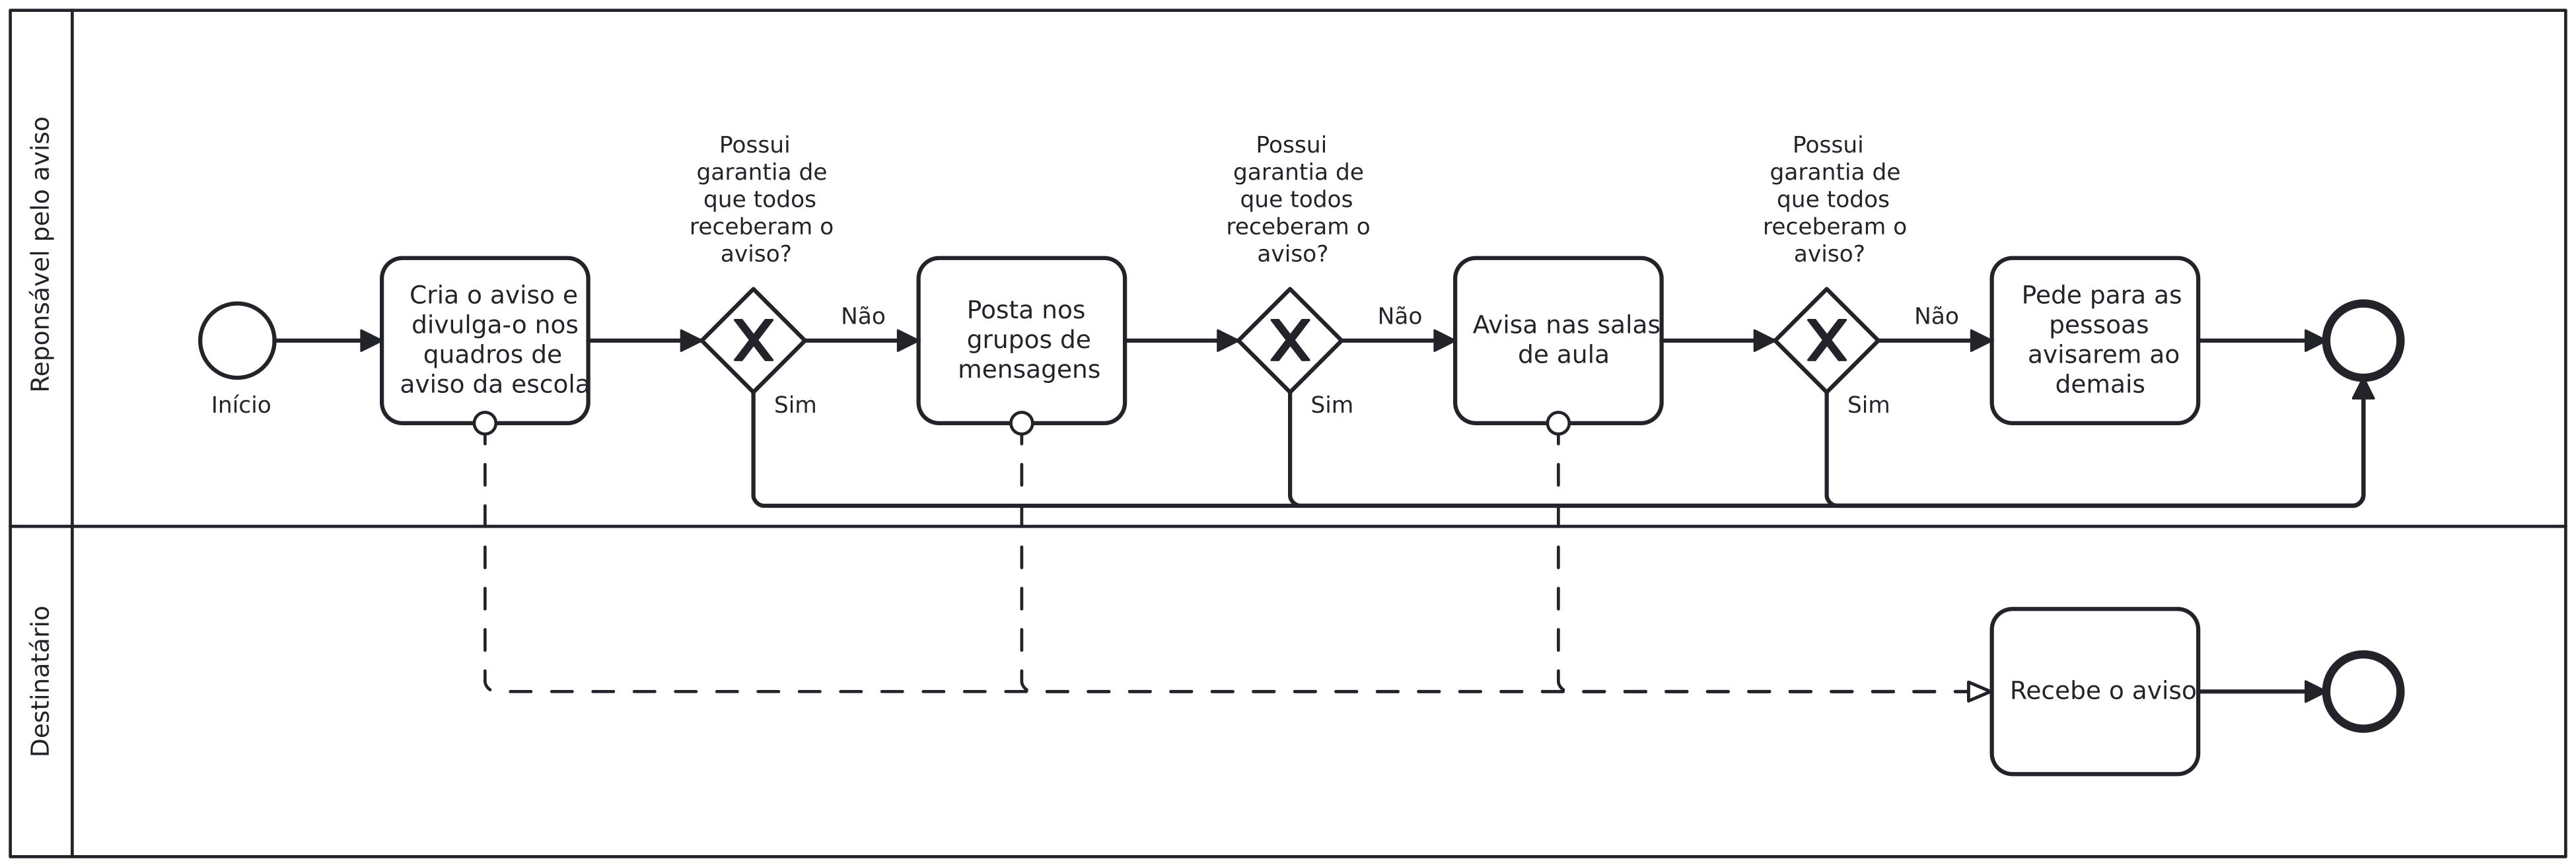 Reponsável pelo aviso
Início
Cria o aviso e
divulga-o nos
quadros de
aviso da escola
Possui
garantia de
que todos
receberam o
aviso?
Não
Sim
Posta nos
grupos de
mensagens
Possui
garantia de
que todos
receberam o
aviso?
Não
Sim
Avisa nas salas
de aula
Possui
garantia de
que todos
receberam o
aviso?
Não
Sim
Pede para as
pessoas
avisarem ao
demais
Destinatário
Recebe o aviso